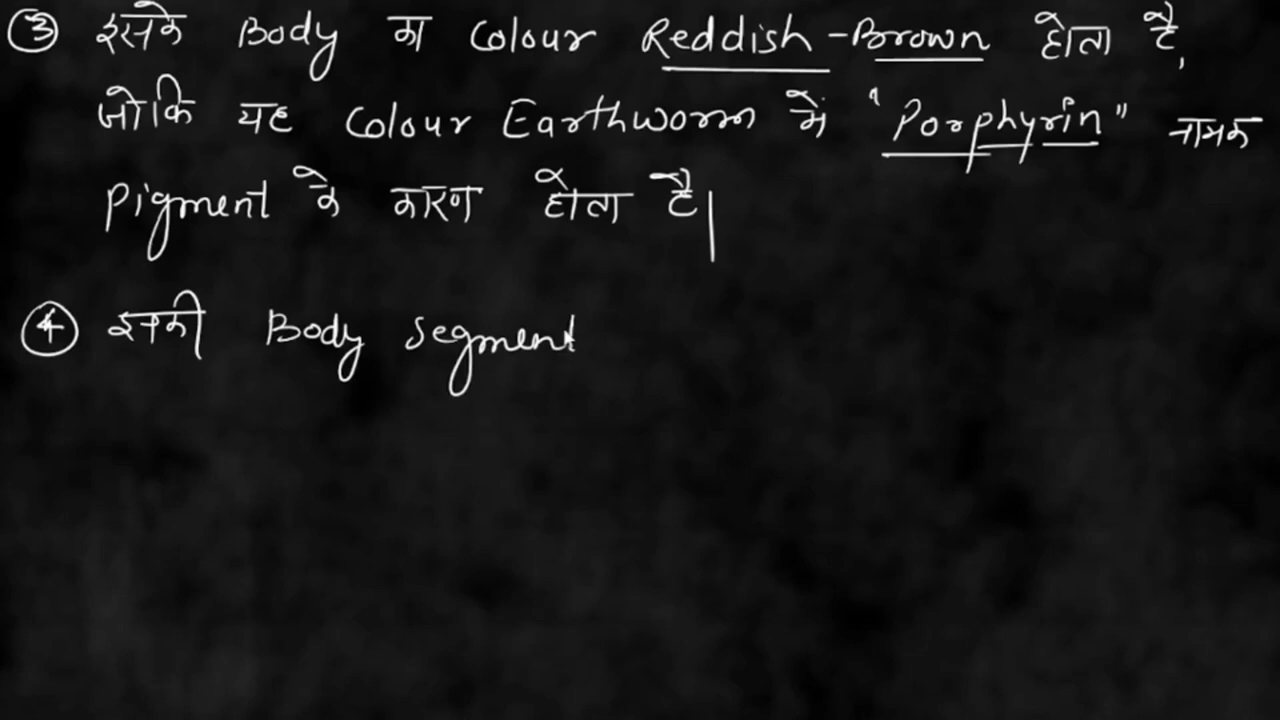 ③ इसके Body का Colour Reddish-Brown होता है,
जोकि यह Colour Earthworm में "Porphyrin" नामक
Pigment के कारण होता है|
④ इसकी Body Segment